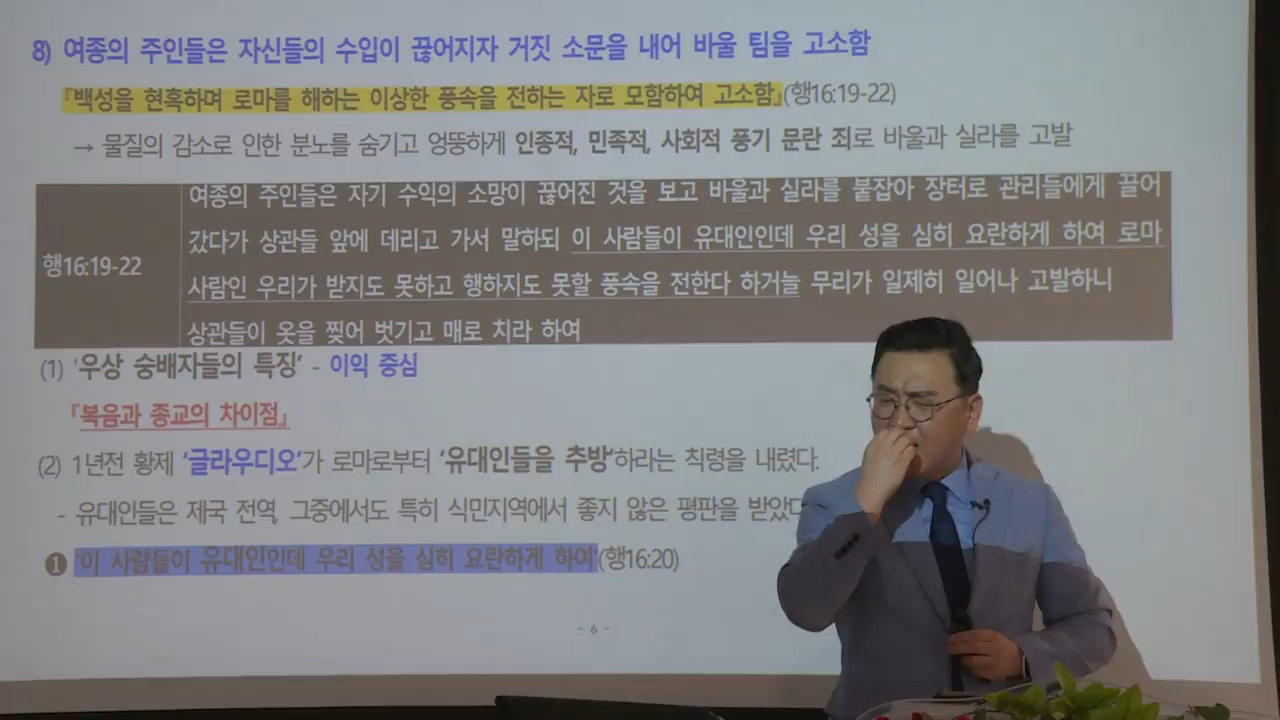 8) 여종의 주인들은 자신들의 수입이 끊어지자 거짓 소문을 내어 바울 팀을 고소함
『백성을 현혹하며 로마를 해하는 이상한 풍속을 전하는 자로 모함하여 고소함』(행16:19-22)
→ 물질의 감소로 인한 분노를 숨기고 엉뚱하게 인종적, 민족적, 사회적 풍기 문란 죄로 바울과 실라를 고발
행16:19-22
여종의 주인들은 자기 수익의 소망이 끊어진 것을 보고 바울과 실라를 붙잡아 장터로 관리들에게 끌어
갔다가 상관들 앞에 데리고 가서 말하되 이 사람들이 유대인인데 우리 성을 심히 요란하게 하여 로마
사람인 우리가 받지도 못하고 행하지도 못할 풍속을 전한다 하거늘 무리가 일제히 일어나 고발하니
상관들이 옷을 찢어 벗기고 매로 치라 하여
(1) '우상 숭배자들의 특징' - 이익 중심
『복음과 종교의 차이점』
(2) 1년전 황제 '글라우디오'가 로마로부터 '유대인들을 추방'하라는 칙령을 내렸다.
- 유대인들은 제국 전역, 그중에서도 특히 식민지역에서 좋지 않은 평판을 받았다
❶ '이 사람들이 유대인인데 우리 성을 심히 요란하게 하여'(행16:20)
- 6 -